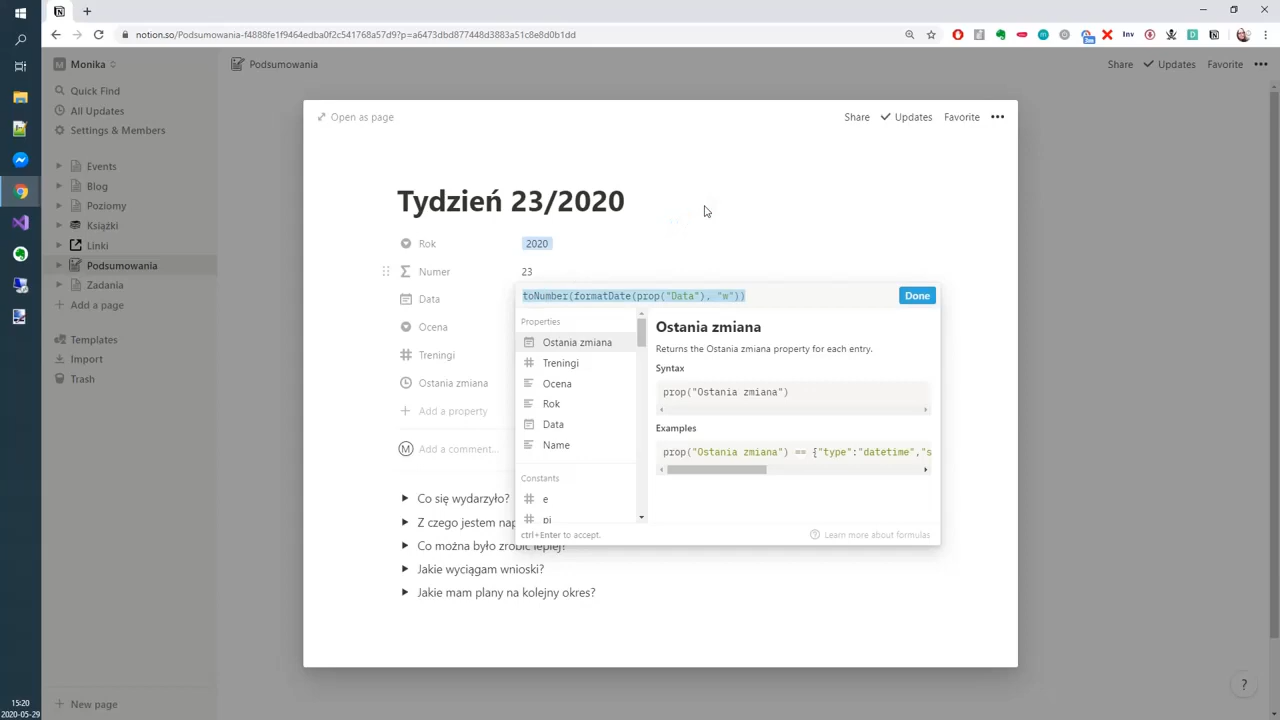 notion.so/Podsumowania-f4888fe1f9464edba0f2c541768a57d9?p=a6473dbd877448d3883a51c8e8d0b1dd
Inv
M Monika
Podsumowania
Share Updates Favorite •••
Quick Find
All Updates
Settings & Members
Events
Blog
Poziomy
Książki
Linki
Podsumowania
Zadania
Add a page
Templates
Import
Trash
New page
Open as page
Share Updates Favorite •••
Tydzień 23/2020
Rok 2020
Numer 23
Data
Ocena
Treningi
Ostania zmiana
Add a property
M Add a comment...
Co się wydarzyło?
Z czego jestem
Co można było zrobić lepiej?
Jakie wyciągam wnioski?
Jakie mam plany na kolejny okres?
toNumber(formatDate(prop("Data"), "w"))
Done
Properties
Ostania zmiana
Treningi
Ocena
Rok
Data
Name
Constants
e
pi
Ostania zmiana
Returns the Ostania zmiana property for each entry.
Syntax
prop("Ostania zmiana")
Examples
prop("Ostania zmiana") == {"type":"datetime","s
ctrl+Enter to accept.
Learn more about formulas
?
15:20
2020-05-29